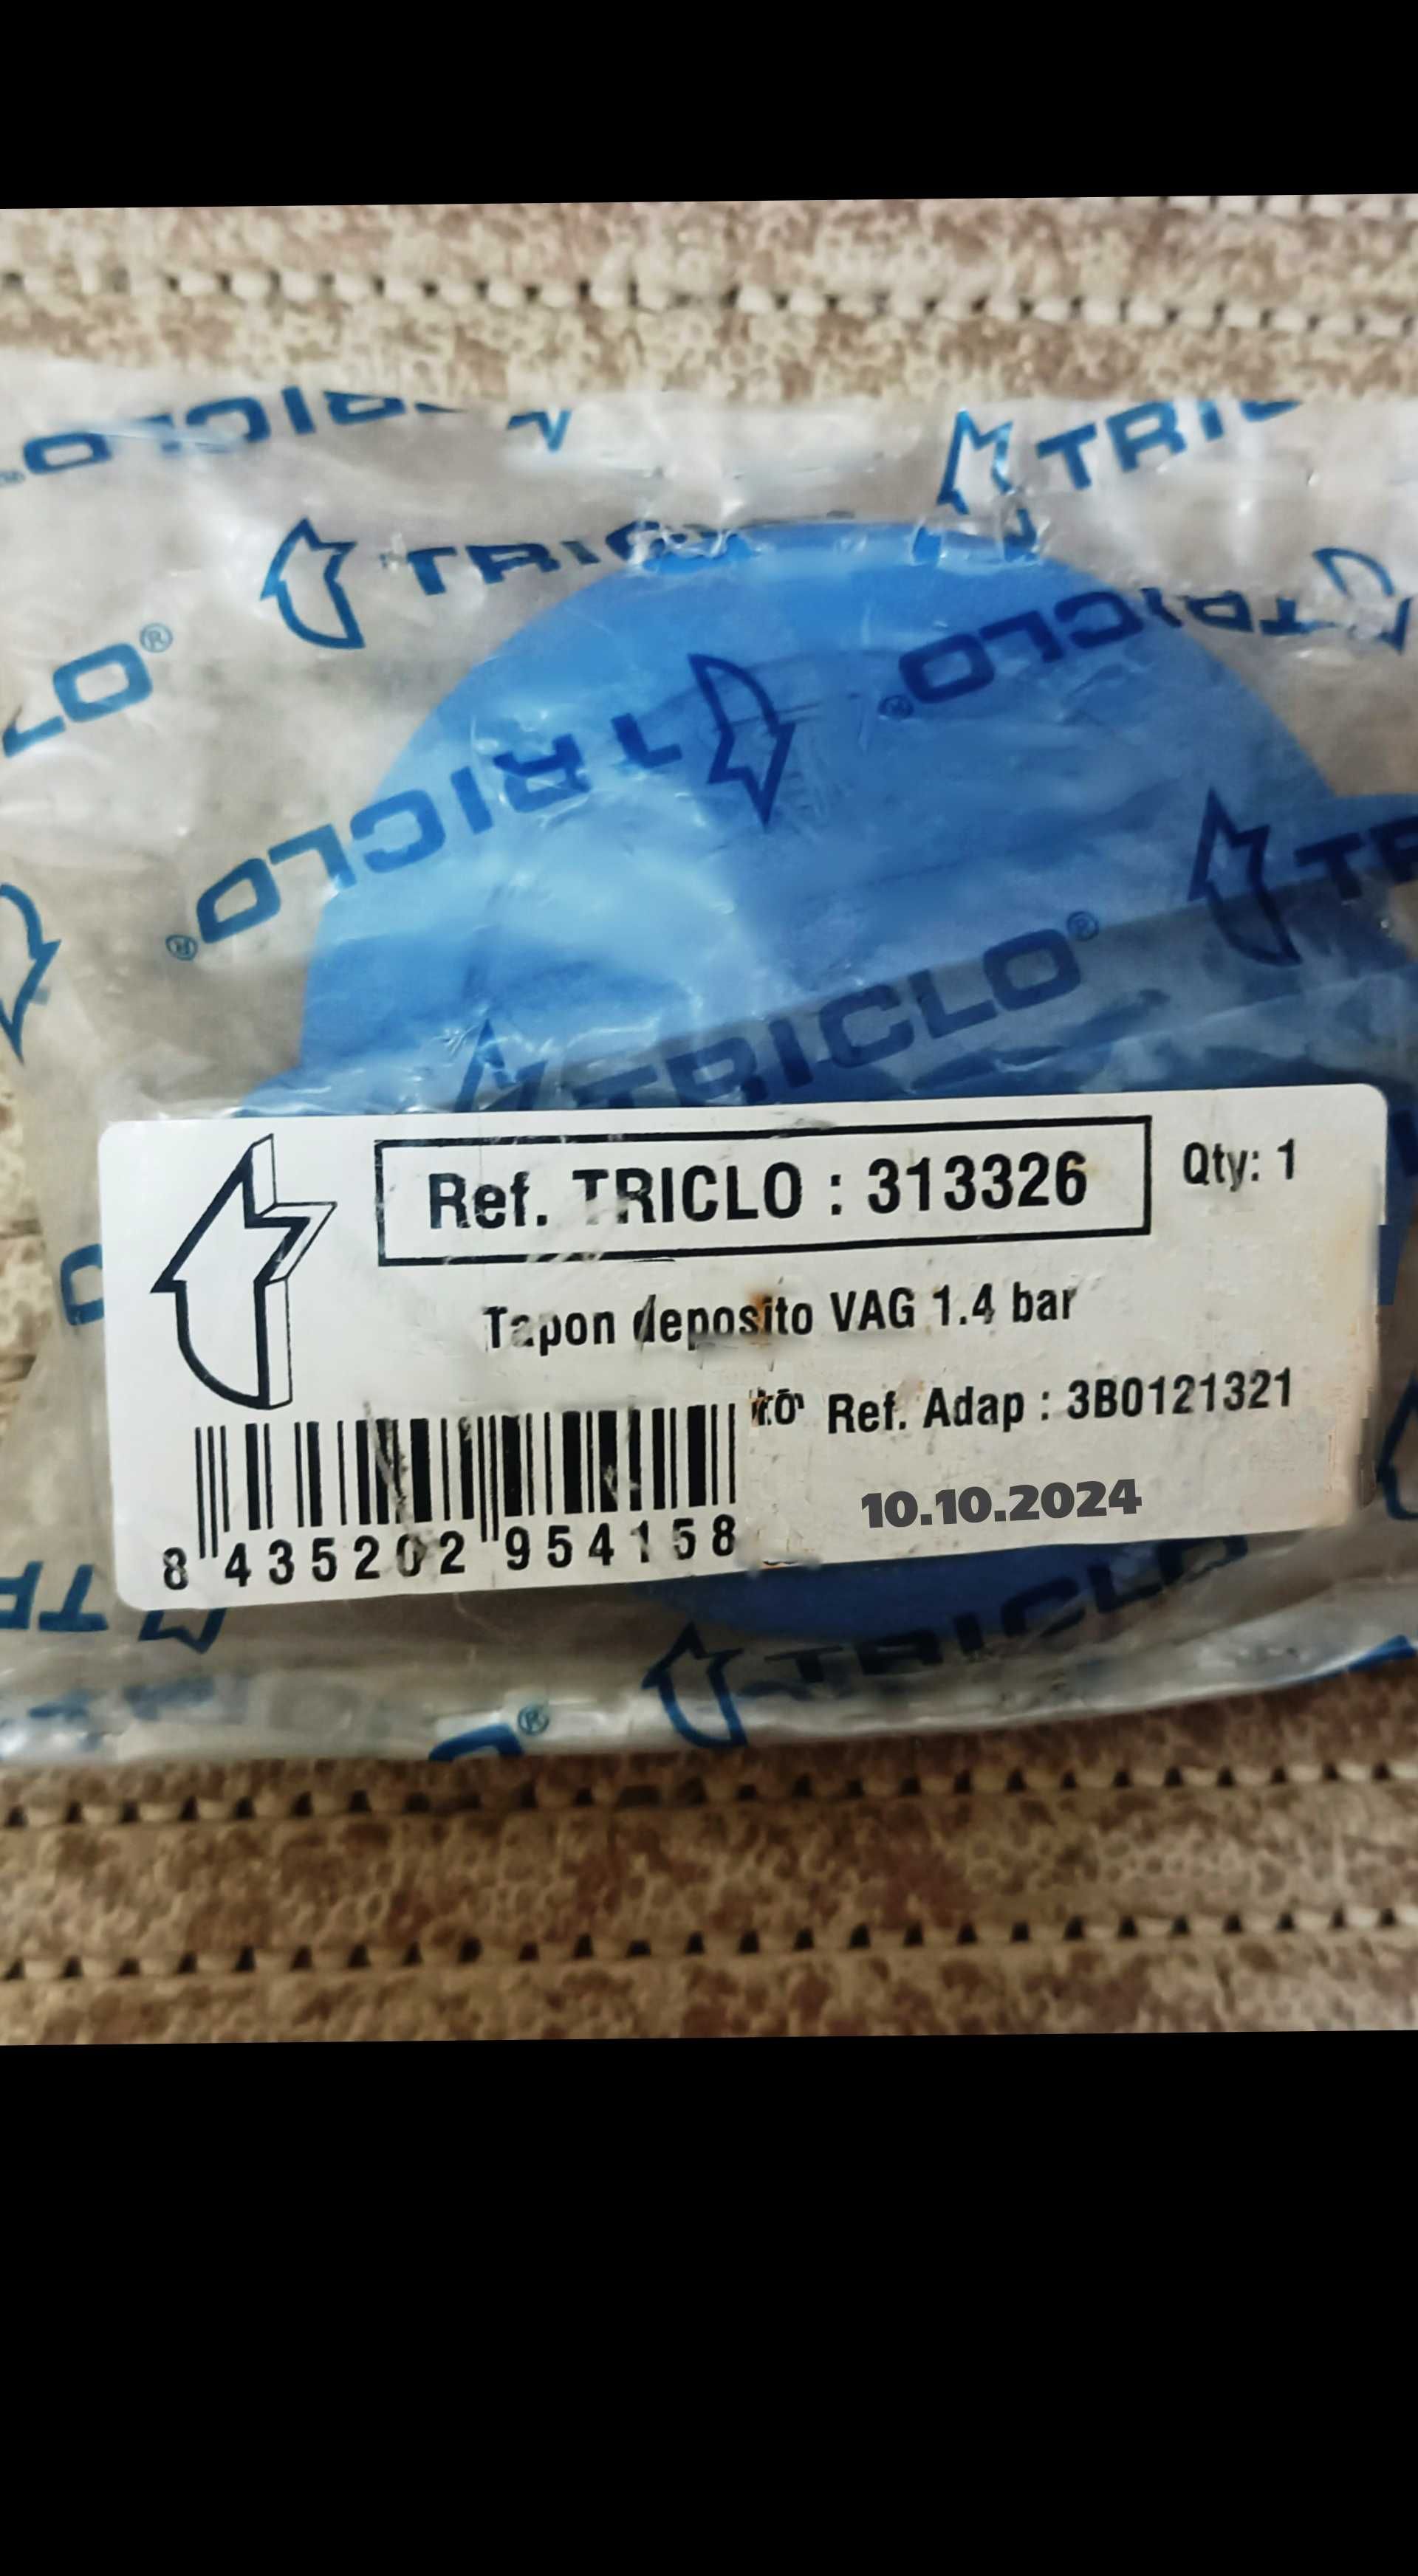 TRICLO
TRICLO
TRICLO®
TRICLO®
TRICLO®
Ref. TRICLO : 313326
Qty: 1
Tapon deposito VAG 1.4 bar
Ref. Adap : 3B0121321
8 435202 954158
10.10.2024
TRICLO